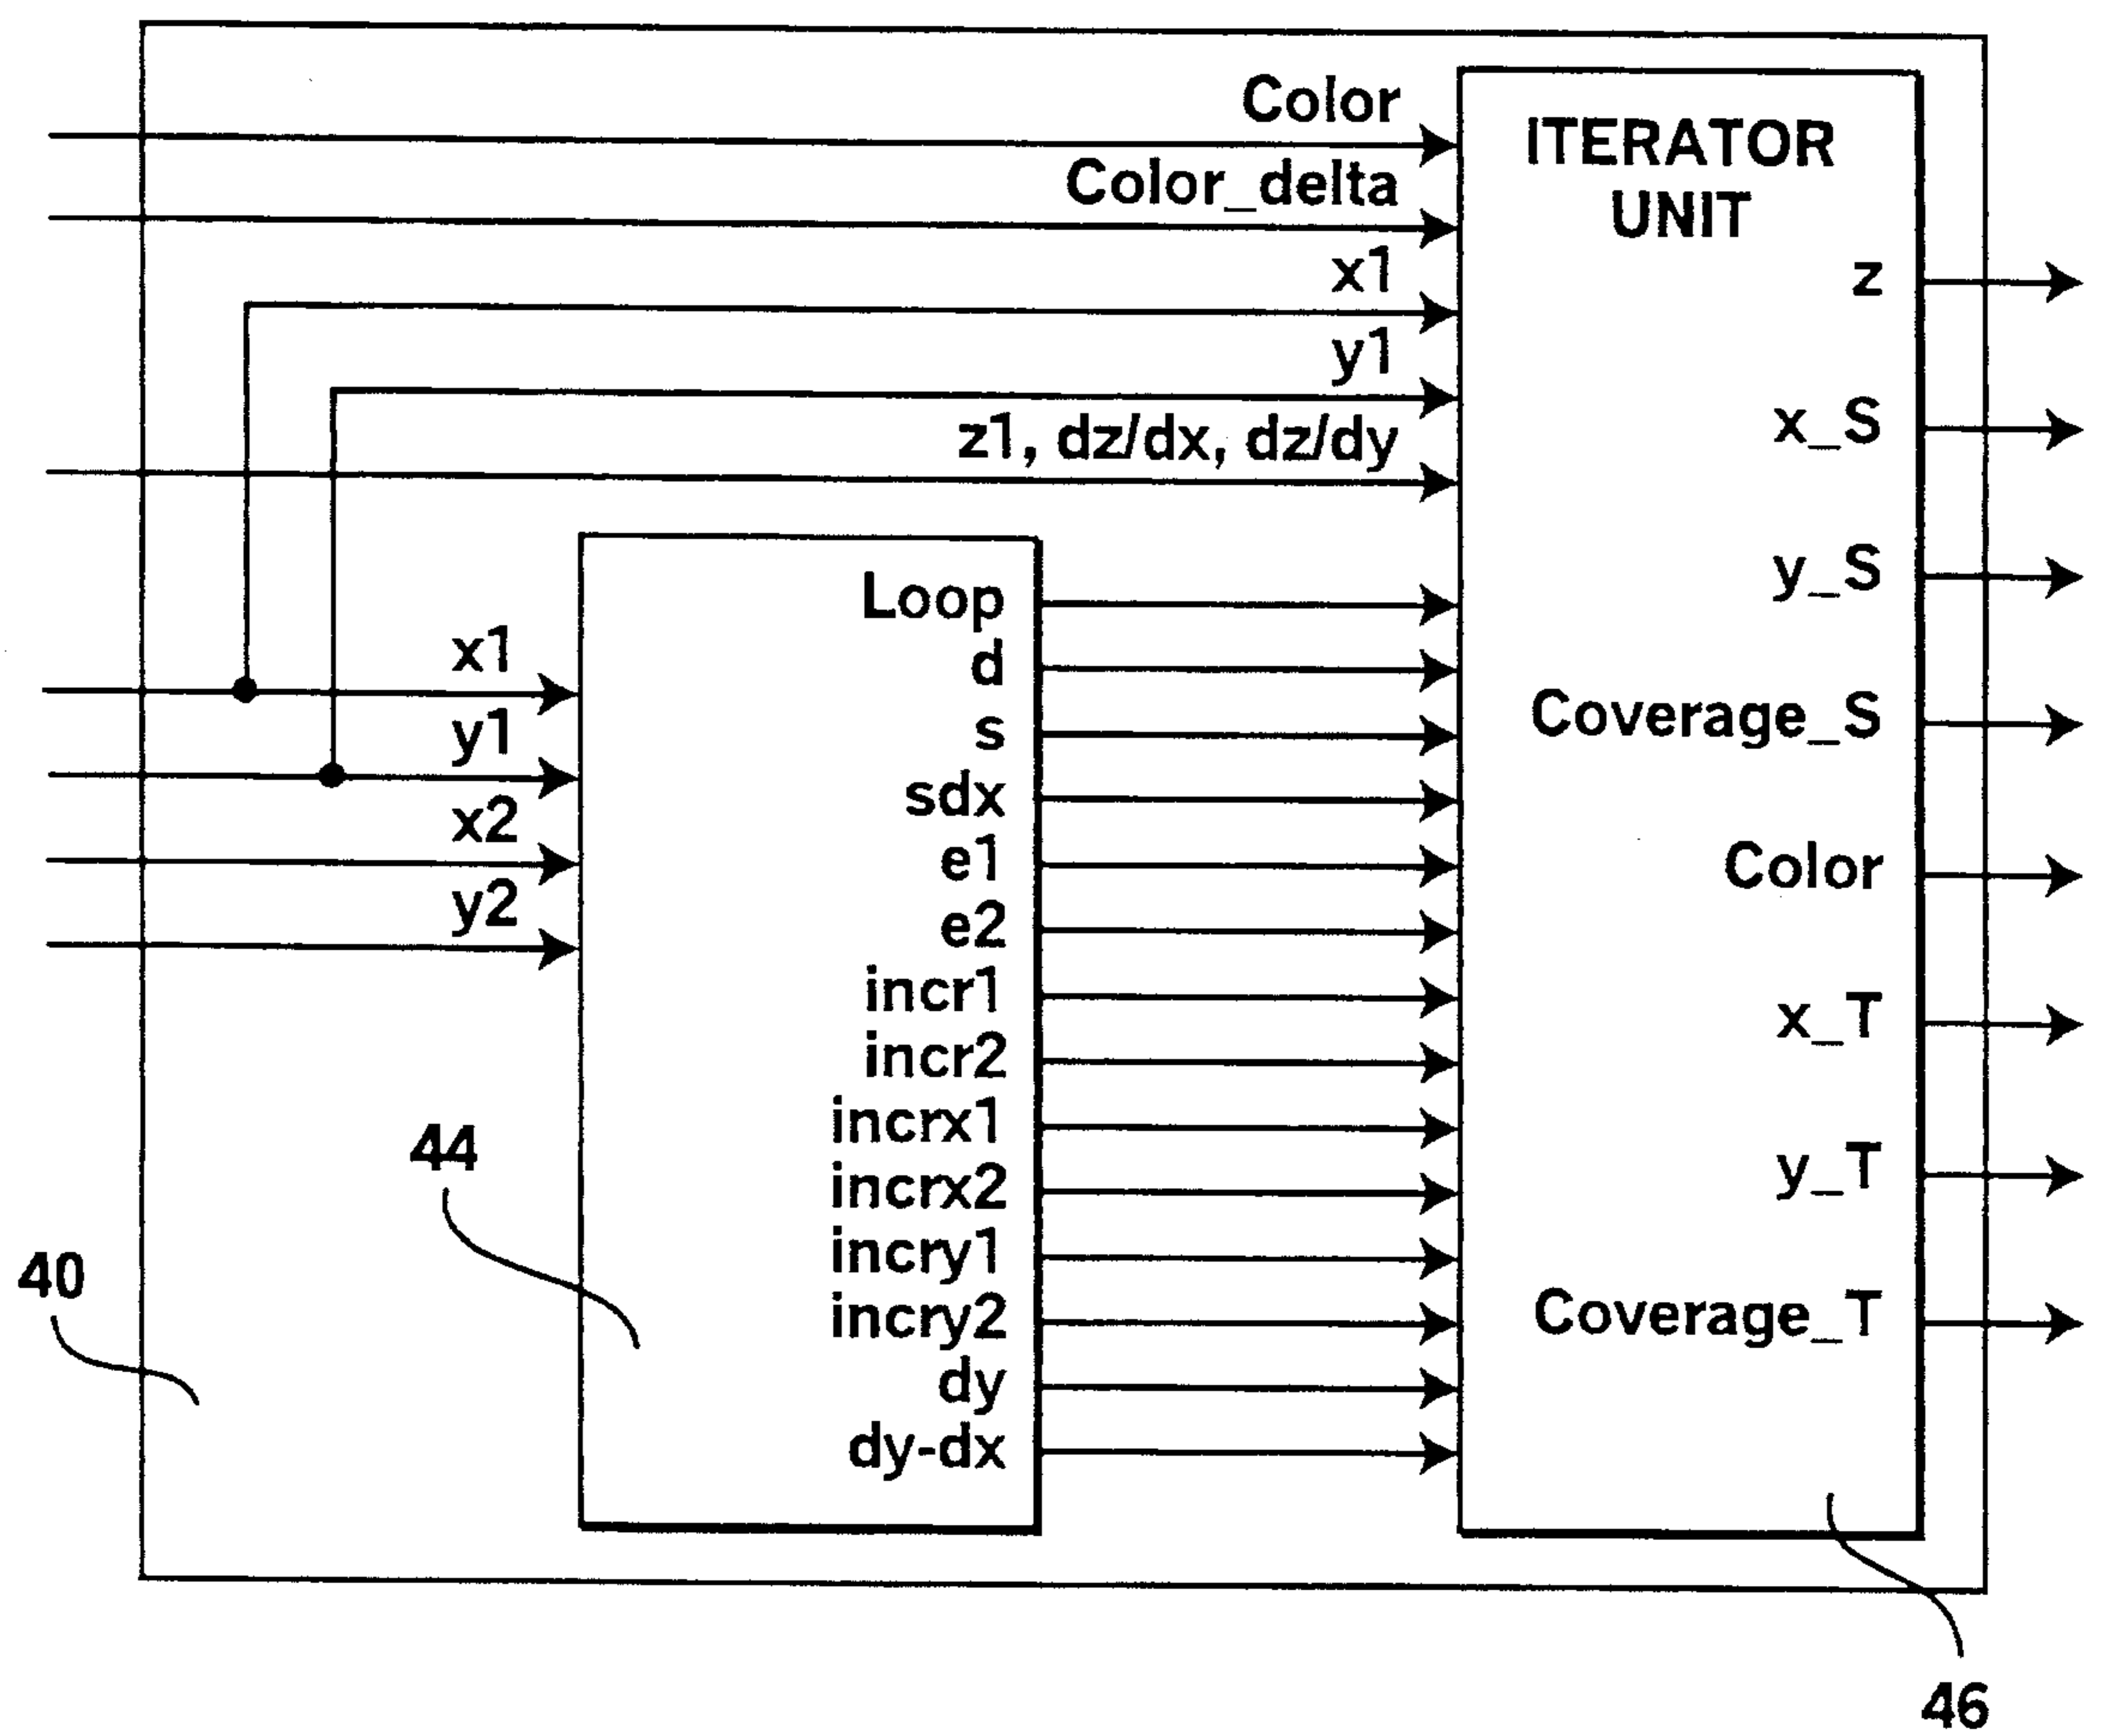 Color
ITERATOR
UNIT
Color_delta
x1
z
y1
x_S
z1, dz/dx, dz/dy
y_S
Loop
x1
d
Coverage_S
s
y1
sdx
x2
e1
Color
y2
e2
incr1
x_T
incr2
incrx1
44
incrx2
y_T
incry1
40
incry2
Coverage_T
dy
dy-dx
46